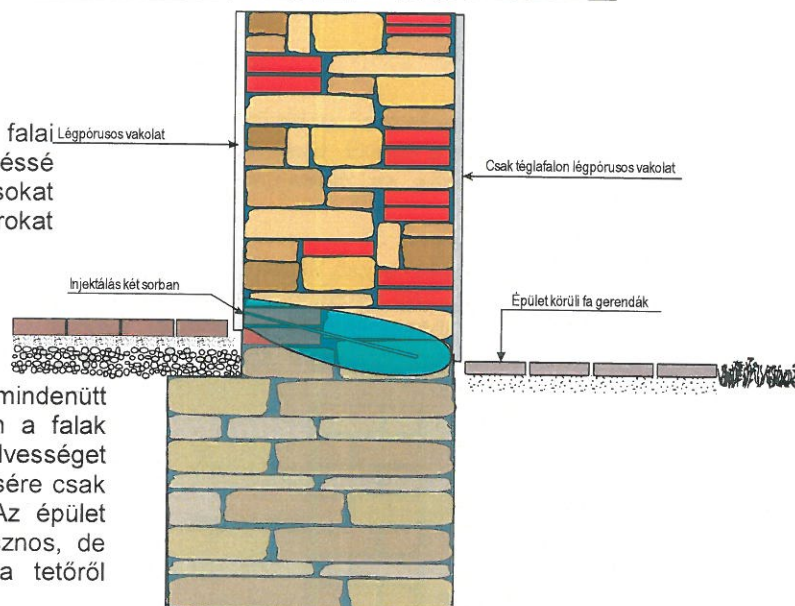 falai
Légpórusos vakolat
éssé
sokat
Csak téglafalon légpórusos vakolat
rokat
Injektálás két sorban
Épület körüli fa gerendák
mindenütt
a falak
lvességet
sére csak
Az épület
sznos, de
a tetőről